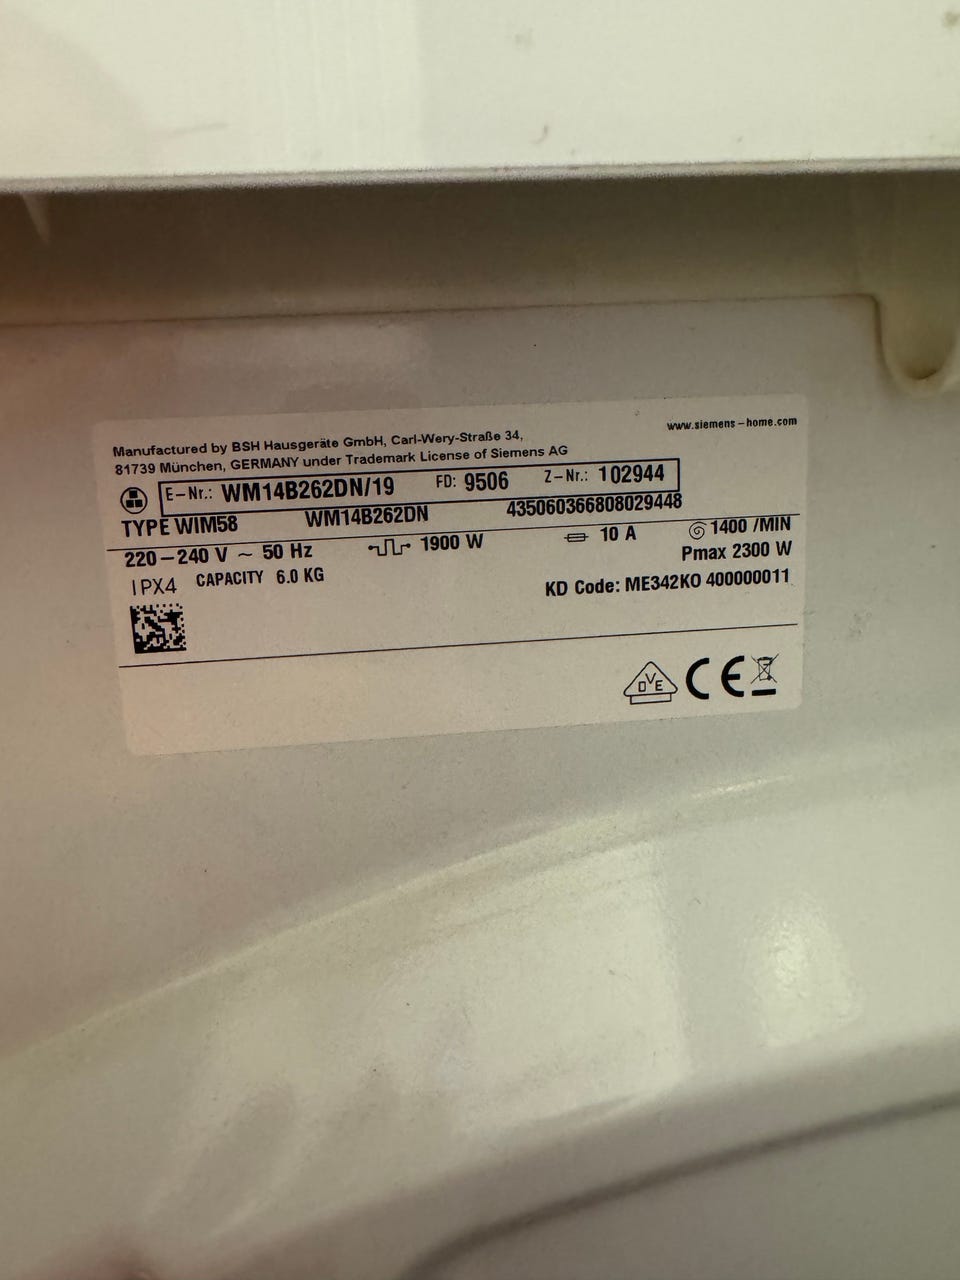 www.siemens-home.com
Manufactured by BSH Hausgeräte GmbH, Carl-Wery-Straße 34,
81739 München, GERMANY under Trademark License of Siemens AG
E-Nr.: WM14B262DN/19 FD: 9506 Z-Nr.: 102944
TYPE WIM58 WM14B262DN 435060366808029448
220-240 V ~ 50 Hz 1900 W 10 A 1400 /MIN
Pmax 2300 W
IPX4 CAPACITY 6.0 KG KD Code: ME342KO 400000011
DVE CE